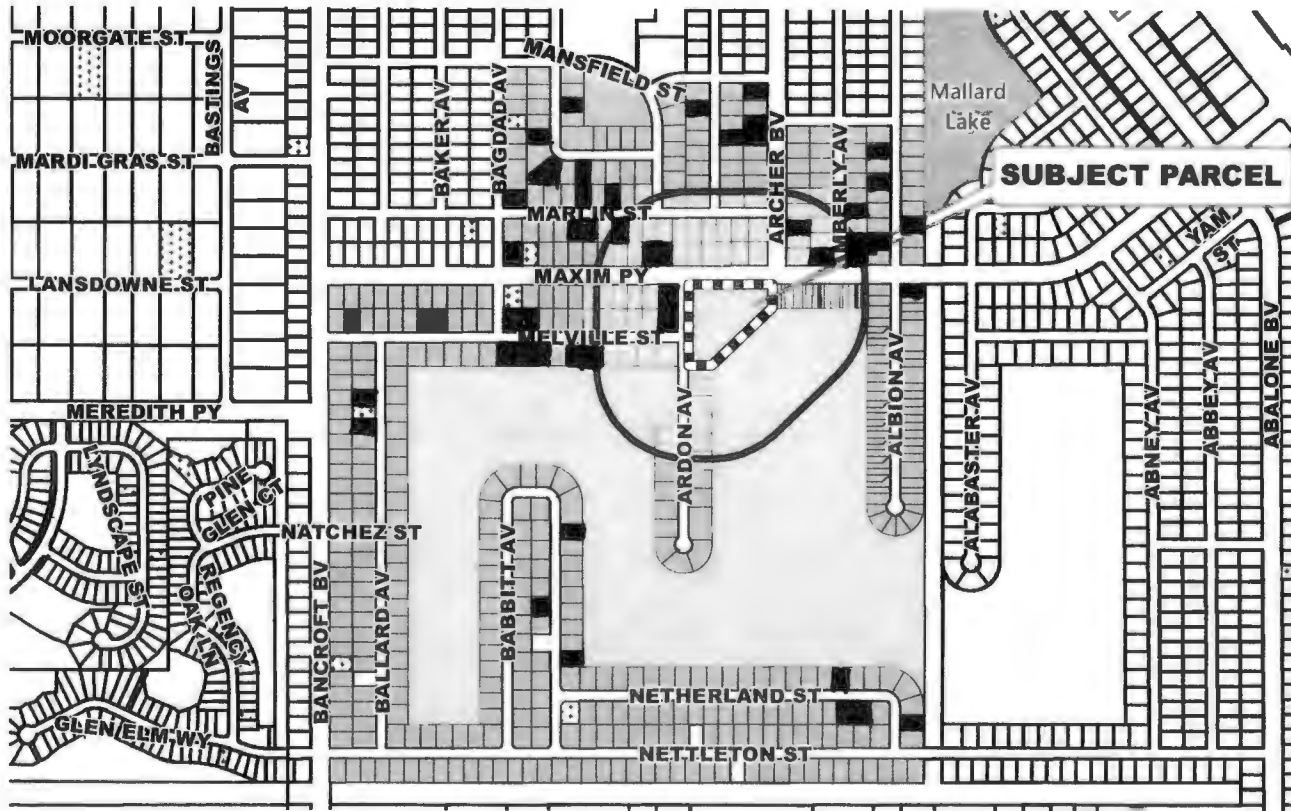 MOORGATE ST
BASTINGS AV
MARDI GRAS ST
LANSDOWNE ST
BAKER AV
BAGDAD AV
MANSFIELD ST
ARCHER BV
MBERLY AV
Mallard
Lake
SUBJECT PARCEL
MARLIN ST
YAM ST
MAXIM PY
MELVILLE ST
MEREDITH PY
LYNDSCAPE ST
PINE GLEN CT
NATCHEZ ST
REGENCY OAK LN
GLEN ELM WY
BANCROFT BV
BALLARD AV
BABBITT AV
ARDON AV
ALBION AV
ALABASTER AV
ABNEY AV
ABBEY AV
ABALONE BV
NETHERLAND ST
NETTLETON ST